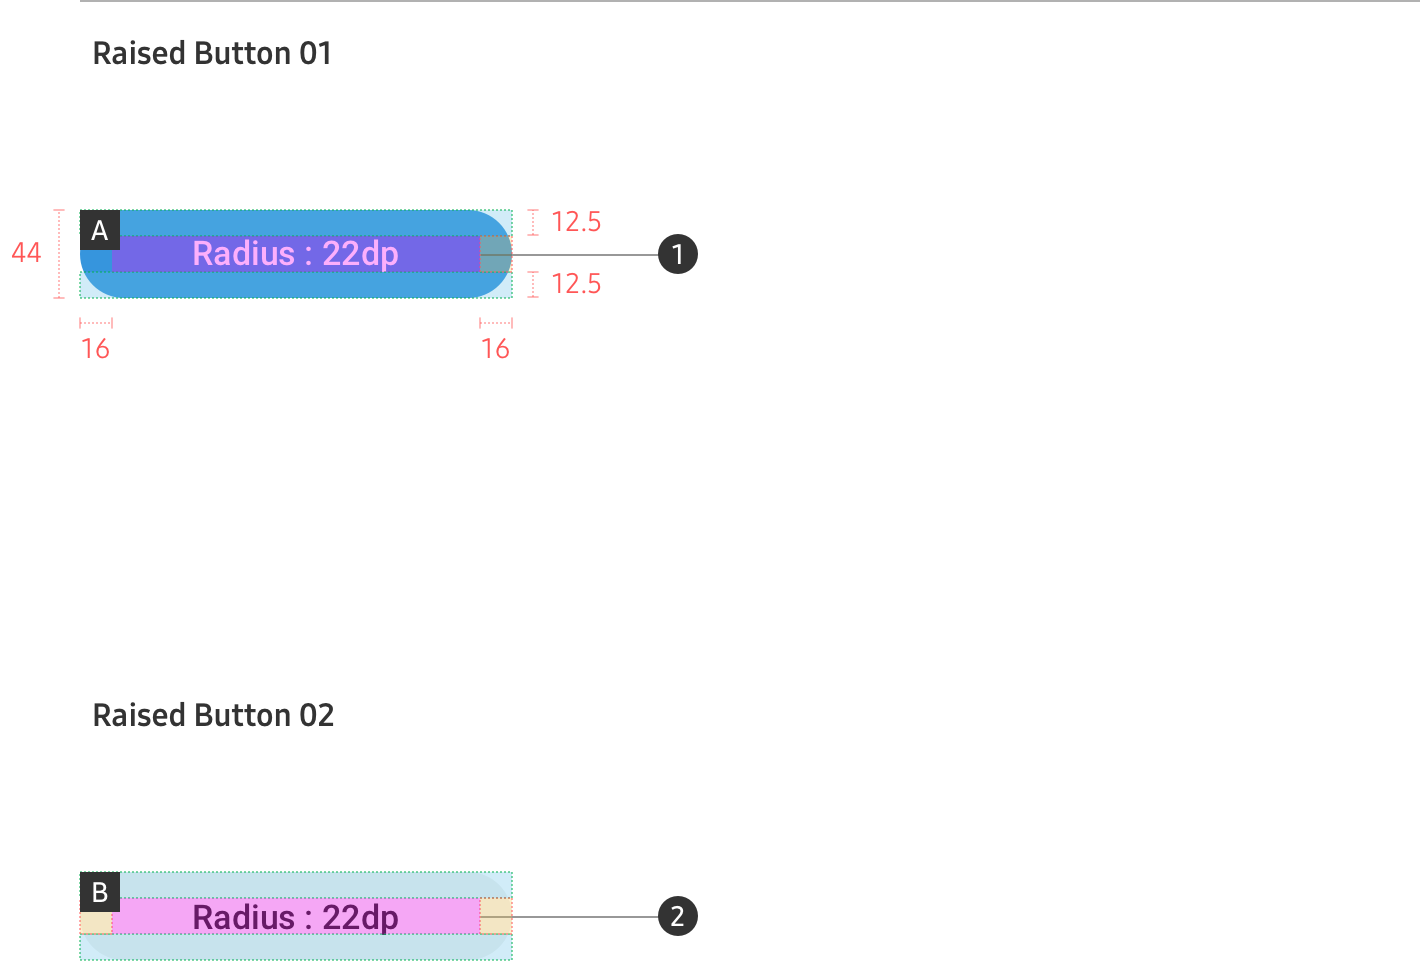 Raised Button 01
A
12.5
44
Radius : 22dp
1
12.5
16
16
Raised Button 02
B
Radius : 22dp
2